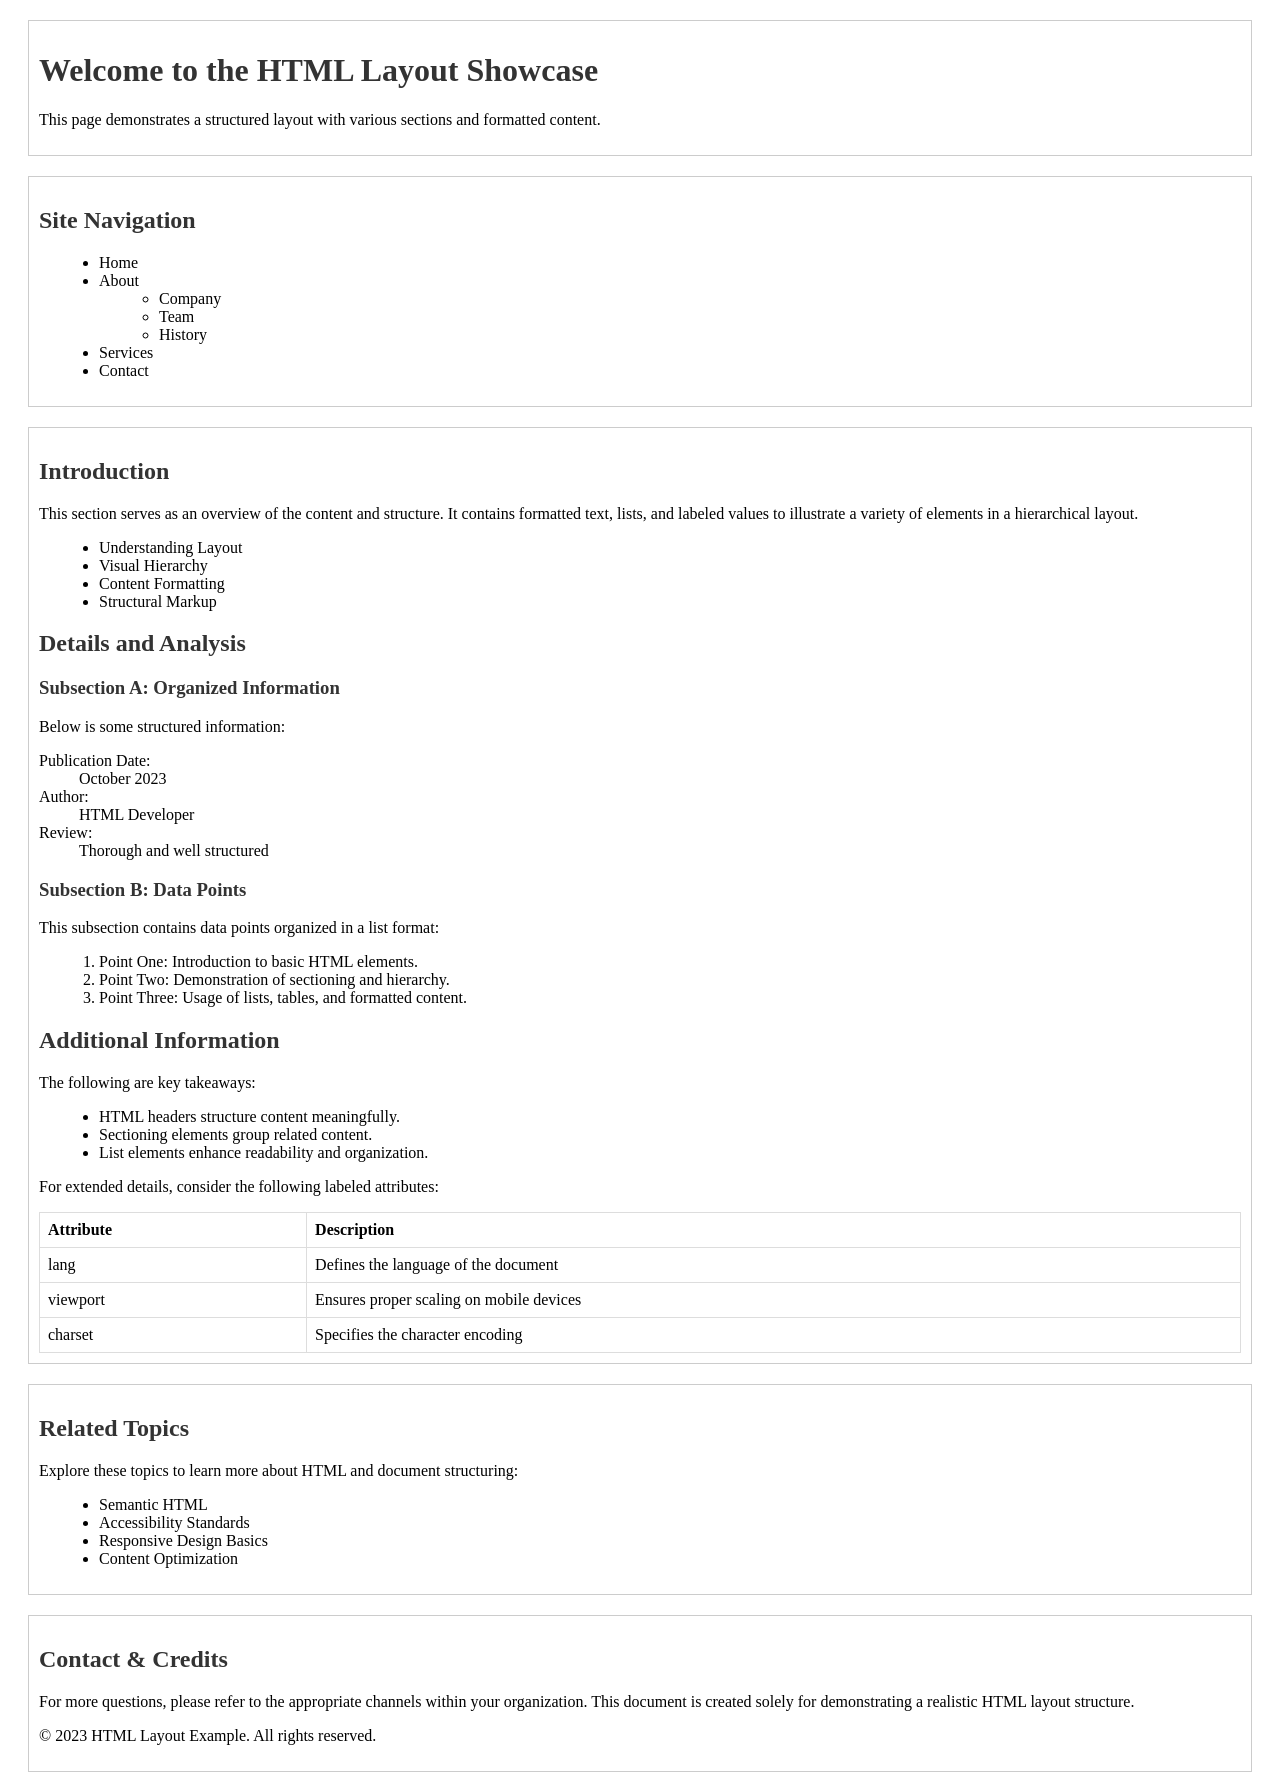 Welcome to the HTML Layout Showcase
This page demonstrates a structured layout with various sections and formatted content.
Site Navigation
Home
About
Company
Team
History
Services
Contact
Introduction
This section serves as an overview of the content and structure. It contains formatted text, lists, and labeled values to illustrate a variety of elements in a hierarchical layout.
Understanding Layout
Visual Hierarchy
Content Formatting
Structural Markup
Details and Analysis
Subsection A: Organized Information
Below is some structured information:
Publication Date:
October 2023
Author:
HTML Developer
Review:
Thorough and well structured
Subsection B: Data Points
This subsection contains data points organized in a list format:
1. Point One: Introduction to basic HTML elements.
2. Point Two: Demonstration of sectioning and hierarchy.
3. Point Three: Usage of lists, tables, and formatted content.
Additional Information
The following are key takeaways:
HTML headers structure content meaningfully.
Sectioning elements group related content.
List elements enhance readability and organization.
For extended details, consider the following labeled attributes:
Attribute Description
lang Defines the language of the document
viewport Ensures proper scaling on mobile devices
charset Specifies the character encoding
Related Topics
Explore these topics to learn more about HTML and document structuring:
Semantic HTML
Accessibility Standards
Responsive Design Basics
Content Optimization
Contact & Credits
For more questions, please refer to the appropriate channels within your organization. This document is created solely for demonstrating a realistic HTML layout structure.
© 2023 HTML Layout Example. All rights reserved.